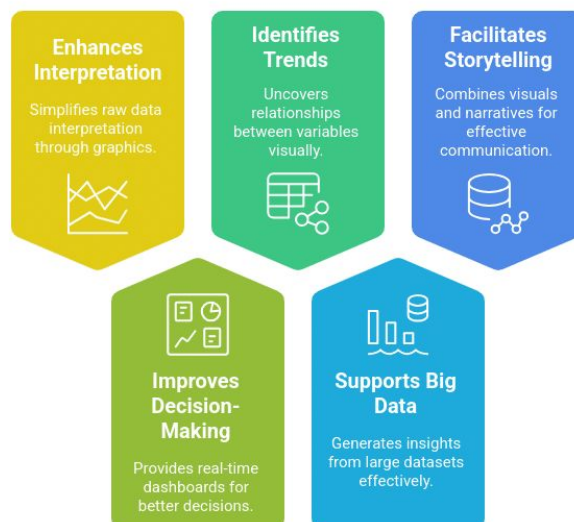 Enhances
Interpretation
Simplifies raw data
interpretation
through graphics.
Identifies
Trends
Uncovers
relationships
between variables
visually.
Facilitates
Storytelling
Combines visuals
and narratives for
effective
communication.
Improves
Decision-
Making
Provides real-time
dashboards for
better decisions.
Supports Big
Data
Generates insights
from large datasets
effectively.